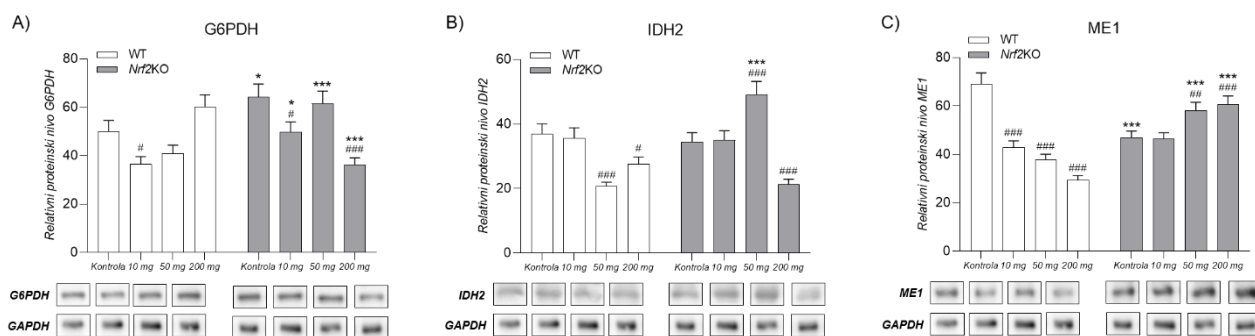 A)
G6PDH
WT
Nrf2KO
Relativni proteinski nivo G6PDH
80
60
40
20
0
#
*
*
#
***
***
###
Kontrola 10 mg 50 mg 200 mg Kontrola 10 mg 50 mg 200 mg
G6PDH
GAPDH
B)
IDH2
WT
Nrf2KO
Relativni proteinski nivo IDH2
60
40
20
0
###
#
***
###
###
Kontrola 10 mg 50 mg 200 mg Kontrola 10 mg 50 mg 200 mg
IDH2
GAPDH
C)
ME1
WT
Nrf2KO
Relativni proteinski nivo ME1
80
60
40
20
0
###
###
###
***
***
##
***
###
Kontrola 10 mg 50 mg 200 mg Kontrola 10 mg 50 mg 200 mg
ME1
GAPDH